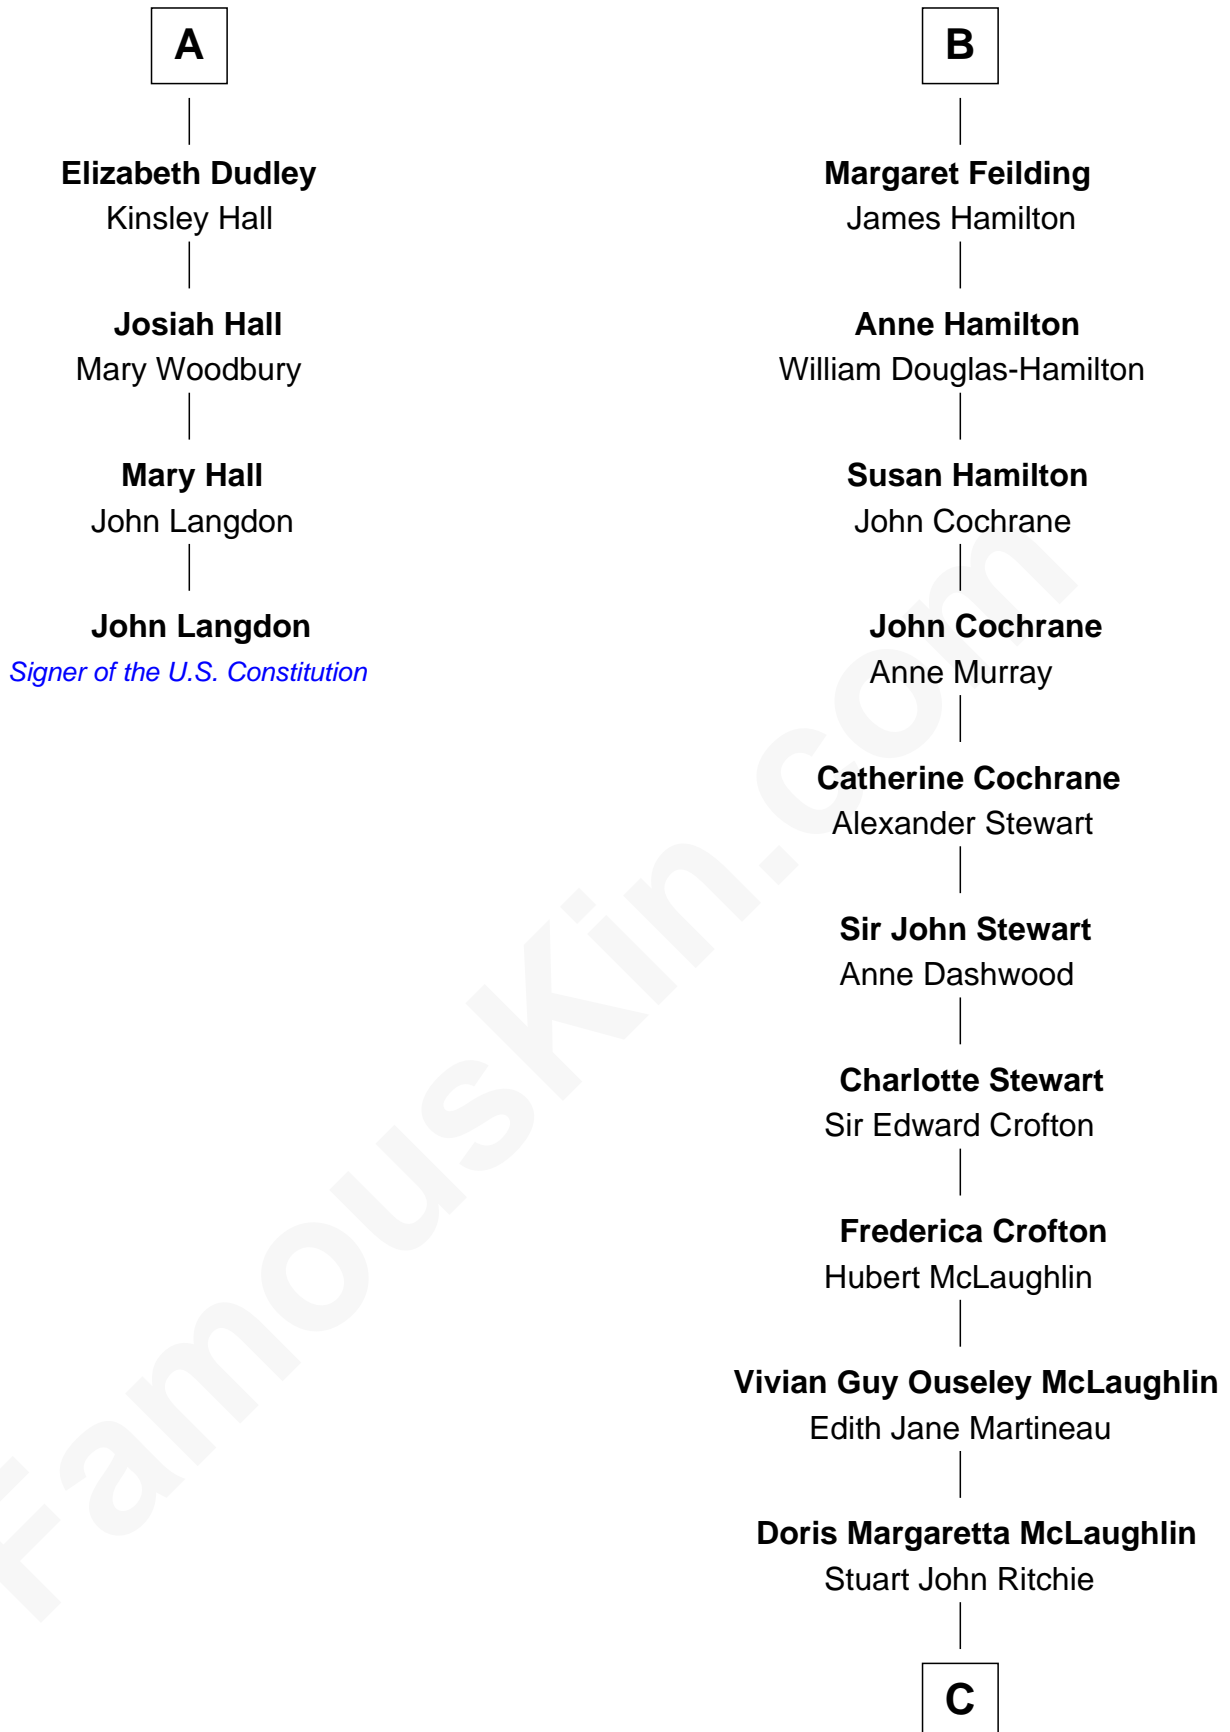 A
Elizabeth Dudley
Kinsley Hall
Josiah Hall
Mary Woodbury
Mary Hall
John Langdon
John Langdon
Signer of the U.S. Constitution
B
Margaret Feilding
James Hamilton
Anne Hamilton
William Douglas-Hamilton
Susan Hamilton
John Cochrane
John Cochrane
Anne Murray
Catherine Cochrane
Alexander Stewart
Sir John Stewart
Anne Dashwood
Charlotte Stewart
Sir Edward Crofton
Frederica Crofton
Hubert McLaughlin
Vivian Guy Ouseley McLaughlin
Edith Jane Martineau
Doris Margaretta McLaughlin
Stuart John Ritchie
C
FamousKin.com